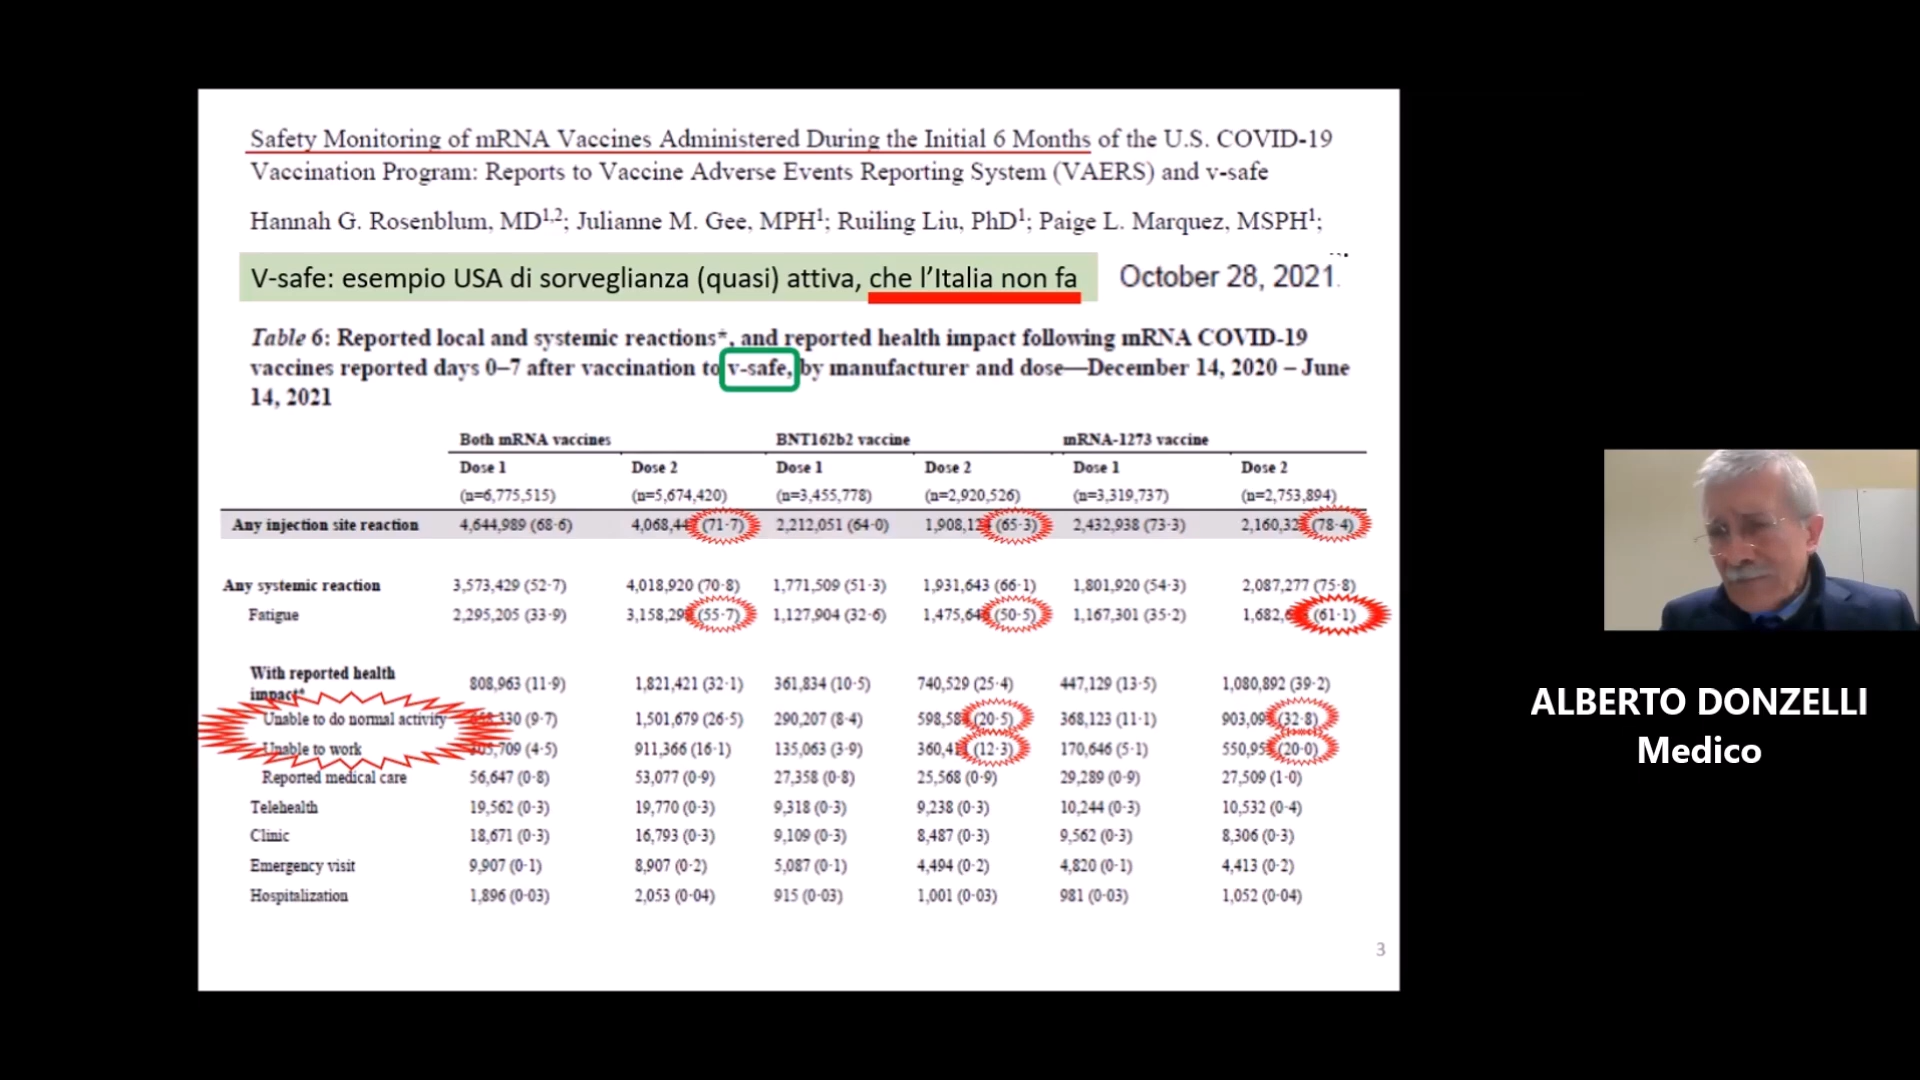 Safety Monitoring of mRNA Vaccines Administered During the Initial 6 Months of the U.S. COVID-19
Vaccination Program: Reports to Vaccine Adverse Events Reporting System (VAERS) and v-safe
Hannah G. Rosenblum, MD1,2; Julianne M. Gee, MPH1; Ruiling Liu, PhD1; Paige L. Marquez, MSPH1;
V-safe: esempio USA di sorveglianza (quasi) attiva, che l’Italia non fa October 28, 2021.
Table 6: Reported local and systemic reactions*, and reported health impact following mRNA COVID-19
vaccines reported days 0–7 after vaccination to v-safe, by manufacturer and dose—December 14, 2020 – June
14, 2021
Both mRNA vaccines BNT162b2 vaccine mRNA-1273 vaccine
Dose 1 Dose 2 Dose 1 Dose 2 Dose 1 Dose 2
(n=6,775,515) (n=5,674,420) (n=3,455,778) (n=2,920,526) (n=3,319,737) (n=2,753,894)
Any injection site reaction 4,644,989 (68·6) (71·7) 2,212,051 (64·0) (65·3) 2,432,938 (73·3) (78·4)
Any systemic reaction 3,573,429 (52·7) 4,018,920 (70·8) 1,771,509 (51·3) 1,931,643 (66·1) 1,801,920 (54·3) 2,087,277 (75·8)
Fatigue 2,295,205 (33·9) (55·7) 1,127,904 (32·6) (50·5) 1,167,301 (35·2) (61·1)
With reported health
impact* 808,963 (11·9) 1,821,421 (32·1) 361,834 (10·5) 740,529 (25·4) 447,129 (13·5) 1,080,892 (39·2)
Unable to do normal activity (9·7) 1,501,679 (26·5) 290,207 (8·4) (20·5) 368,123 (11·1) (32·8)
Unable to work (4·5) 911,366 (16·1) 135,063 (3·9) (12·3) 170,646 (5·1) (20·0)
Reported medical care 56,647 (0·8) 53,077 (0·9) 27,358 (0·8) 25,568 (0·9) 29,289 (0·9) 27,509 (1·0)
Telehealth 19,562 (0·3) 19,770 (0·3) 9,318 (0·3) 9,238 (0·3) 10,244 (0·3) 10,532 (0·4)
Clinic 18,671 (0·3) 16,793 (0·3) 9,109 (0·3) 8,487 (0·3) 9,562 (0·3) 8,306 (0·3)
Emergency visit 9,907 (0·1) 8,907 (0·2) 5,087 (0·1) 4,494 (0·2) 4,820 (0·1) 4,413 (0·2)
Hospitalization 1,896 (0·03) 2,053 (0·04) 915 (0·03) 1,001 (0·03) 981 (0·03) 1,052 (0·04)
3
ALBERTO DONZELLI
Medico